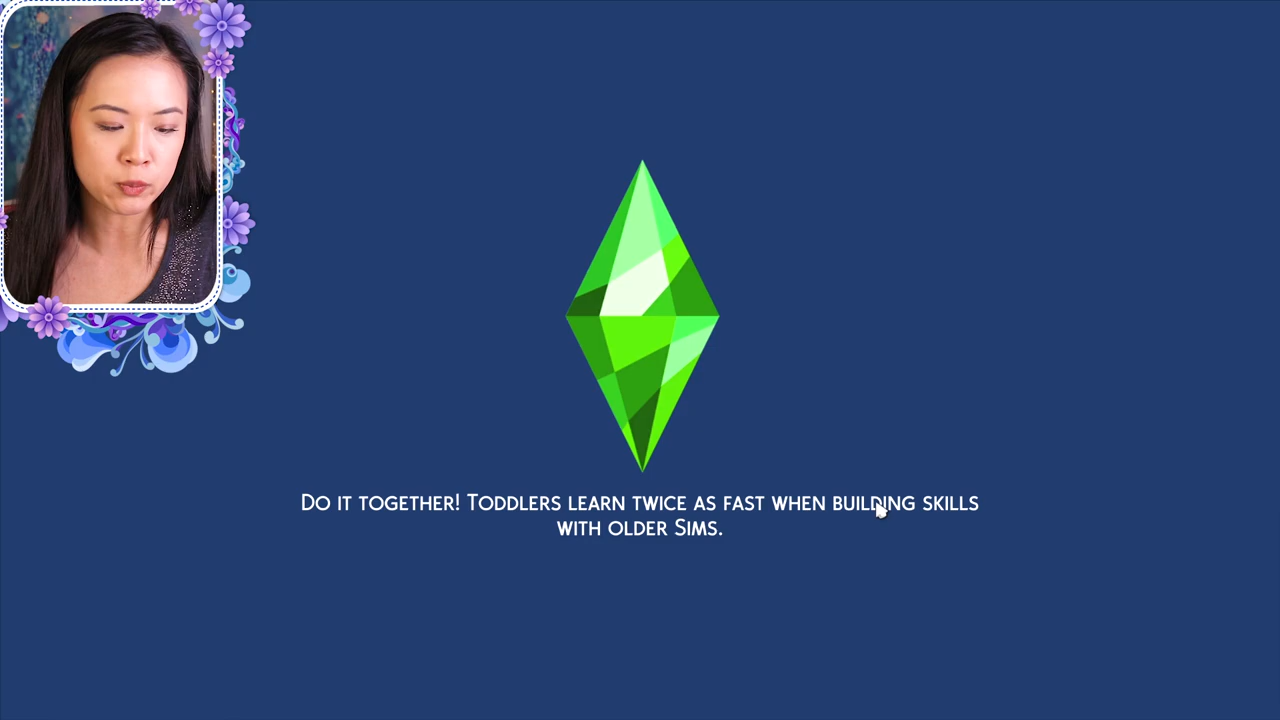 Do it together! Toddlers learn twice as fast when building skills
with older Sims.